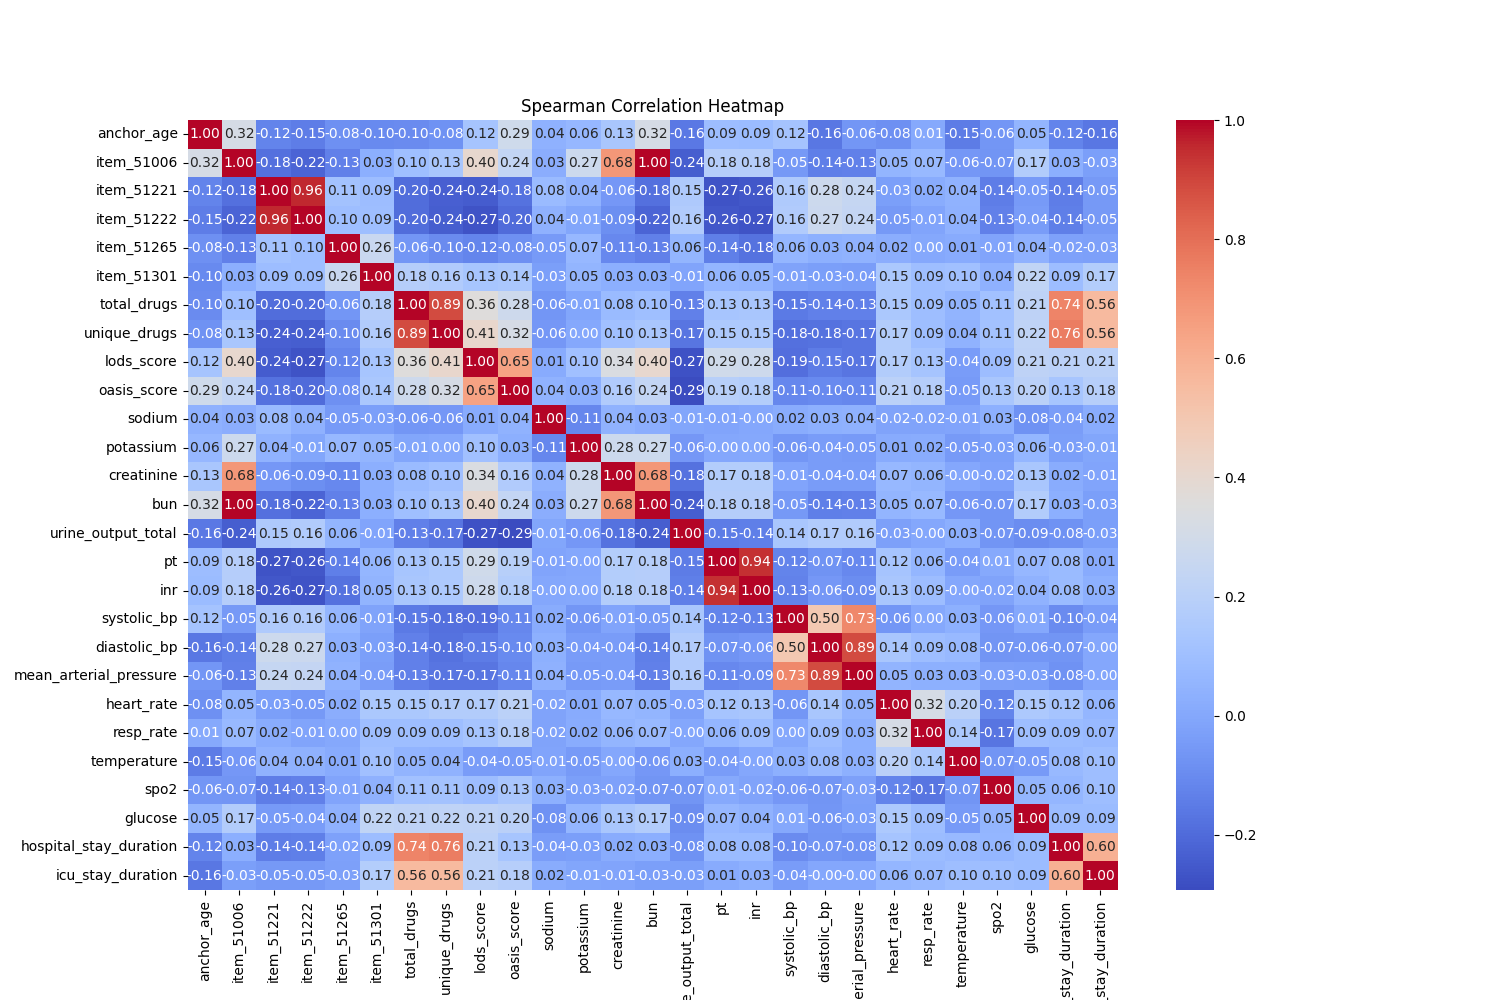 Spearman Correlation Heatmap
anchor_age 1.00 0.32 -0.12 -0.15 -0.08 -0.10 -0.10 -0.08 0.12 0.29 0.04 0.06 0.13 0.32 -0.16 0.09 0.09 0.12 -0.16 -0.06 -0.08 0.01 -0.15 -0.06 0.05 -0.12 -0.16
item_51006 0.32 1.00 -0.18 -0.22 -0.13 0.03 0.10 0.13 0.40 0.24 0.03 0.27 0.68 1.00 -0.24 0.18 0.18 -0.05 -0.14 -0.13 0.05 0.07 -0.06 -0.07 0.17 0.03 -0.03
item_51221 -0.12 -0.18 1.00 0.96 0.11 0.09 -0.20 -0.24 -0.24 -0.18 0.08 0.04 -0.06 -0.18 0.15 -0.27 -0.26 0.16 0.28 0.24 -0.03 0.02 0.04 -0.14 -0.05 -0.14 -0.05
item_51222 -0.15 -0.22 0.96 1.00 0.10 0.09 -0.20 -0.24 -0.27 -0.20 0.04 -0.01 -0.09 -0.22 0.16 -0.26 -0.27 0.16 0.27 0.24 -0.05 -0.01 0.04 -0.13 -0.04 -0.14 -0.05
item_51265 -0.08 -0.13 0.11 0.10 1.00 0.26 -0.06 -0.10 -0.12 -0.08 -0.05 0.07 -0.11 -0.13 0.06 -0.14 -0.18 0.06 0.03 0.04 0.02 0.00 0.01 -0.01 0.04 -0.02 -0.03
item_51301 -0.10 0.03 0.09 0.09 0.26 1.00 0.18 0.16 0.13 0.14 -0.03 0.05 0.03 0.03 -0.01 0.06 0.05 -0.01 -0.03 -0.04 0.15 0.09 0.10 0.04 0.22 0.09 0.17
total_drugs -0.10 0.10 -0.20 -0.20 -0.06 0.18 1.00 0.89 0.36 0.28 -0.06 -0.01 0.08 0.10 -0.13 0.13 0.13 -0.15 -0.14 -0.13 0.15 0.09 0.05 0.11 0.21 0.74 0.56
unique_drugs -0.08 0.13 -0.24 -0.24 -0.10 0.16 0.89 1.00 0.41 0.32 -0.06 0.00 0.10 0.13 -0.17 0.15 0.15 -0.18 -0.18 -0.17 0.17 0.09 0.04 0.11 0.22 0.76 0.56
lods_score 0.12 0.40 -0.24 -0.27 -0.12 0.13 0.36 0.41 1.00 0.65 0.01 0.10 0.34 0.40 -0.27 0.29 0.28 -0.19 -0.15 -0.17 0.17 0.13 -0.04 0.09 0.21 0.21 0.21
oasis_score 0.29 0.24 -0.18 -0.20 -0.08 0.14 0.28 0.32 0.65 1.00 0.04 0.03 0.16 0.24 -0.29 0.19 0.18 -0.11 -0.10 -0.11 0.21 0.18 -0.05 0.13 0.20 0.13 0.18
sodium 0.04 0.03 0.08 0.04 -0.05 -0.03 -0.06 -0.06 0.01 0.04 1.00 -0.11 0.04 0.03 -0.01 -0.01 -0.00 0.02 0.03 0.04 -0.02 -0.02 -0.01 0.03 -0.08 -0.04 0.02
potassium 0.06 0.27 0.04 -0.01 0.07 0.05 -0.01 0.00 0.10 0.03 -0.11 1.00 0.28 0.27 -0.06 -0.00 0.00 -0.06 -0.04 -0.05 0.01 0.02 -0.05 -0.03 0.06 -0.03 -0.01
creatinine 0.13 0.68 -0.06 -0.09 -0.11 0.03 0.08 0.10 0.34 0.16 0.04 0.28 1.00 0.68 -0.18 0.17 0.18 -0.01 -0.04 -0.04 0.07 0.06 -0.00 -0.02 0.13 0.02 -0.01
bun 0.32 1.00 -0.18 -0.22 -0.13 0.03 0.10 0.13 0.40 0.24 0.03 0.27 0.68 1.00 -0.24 0.18 0.18 -0.05 -0.14 -0.13 0.05 0.07 -0.06 -0.07 0.17 0.03 -0.03
urine_output_total -0.16 -0.24 0.15 0.16 0.06 -0.01 -0.13 -0.17 -0.27 -0.29 -0.01 -0.06 -0.18 -0.24 1.00 -0.15 -0.14 0.14 0.17 0.16 -0.03 -0.00 0.03 -0.07 -0.09 -0.08 -0.03
pt 0.09 0.18 -0.27 -0.26 -0.14 0.06 0.13 0.15 0.29 0.19 -0.01 -0.00 0.17 0.18 -0.15 1.00 0.94 -0.12 -0.07 -0.11 0.12 0.06 -0.04 0.01 0.07 0.08 0.01
inr 0.09 0.18 -0.26 -0.27 -0.18 0.05 0.13 0.15 0.28 0.18 -0.00 0.00 0.18 0.18 -0.14 0.94 1.00 -0.13 -0.06 -0.09 0.13 0.09 -0.00 -0.02 0.04 0.08 0.03
systolic_bp 0.12 -0.05 0.16 0.16 0.06 -0.01 -0.15 -0.18 -0.19 -0.11 0.02 -0.06 -0.01 -0.05 0.14 -0.12 -0.13 1.00 0.50 0.73 -0.06 0.00 0.03 -0.06 0.01 -0.10 -0.04
diastolic_bp -0.16 -0.14 0.28 0.27 0.03 -0.03 -0.14 -0.18 -0.15 -0.10 0.03 -0.04 -0.04 -0.14 0.17 -0.07 -0.06 0.50 1.00 0.89 0.14 0.09 0.08 -0.07 -0.06 -0.07 -0.00
mean_arterial_pressure -0.06 -0.13 0.24 0.24 0.04 -0.04 -0.13 -0.17 -0.17 -0.11 0.04 -0.05 -0.04 -0.13 0.16 -0.11 -0.09 0.73 0.89 1.00 0.05 0.03 0.03 -0.03 -0.03 -0.08 -0.00
heart_rate -0.08 0.05 -0.03 -0.05 0.02 0.15 0.15 0.17 0.17 0.21 -0.02 0.01 0.07 0.05 -0.03 0.12 0.13 -0.06 0.14 0.05 1.00 0.32 0.20 -0.12 0.15 0.12 0.06
resp_rate 0.01 0.07 0.02 -0.01 0.00 0.09 0.09 0.09 0.13 0.18 -0.02 0.02 0.06 0.07 -0.00 0.06 0.09 0.00 0.09 0.03 0.32 1.00 0.14 -0.17 0.09 0.09 0.07
temperature -0.15 -0.06 0.04 0.04 0.01 0.10 0.05 0.04 -0.04 -0.05 -0.01 -0.05 -0.00 -0.06 0.03 -0.04 -0.00 0.03 0.08 0.03 0.20 0.14 1.00 -0.07 -0.05 0.08 0.10
spo2 -0.06 -0.07 -0.14 -0.13 -0.01 0.04 0.11 0.11 0.09 0.13 0.03 -0.03 -0.02 -0.07 -0.07 0.01 -0.02 -0.06 -0.07 -0.03 -0.12 -0.17 -0.07 1.00 0.05 0.06 0.10
glucose 0.05 0.17 -0.05 -0.04 0.04 0.22 0.21 0.22 0.21 0.20 -0.08 0.06 0.13 0.17 -0.09 0.07 0.04 0.01 -0.06 -0.03 0.15 0.09 -0.05 0.05 1.00 0.09 0.09
hospital_stay_duration -0.12 0.03 -0.14 -0.14 -0.02 0.09 0.74 0.76 0.21 0.13 -0.04 -0.03 0.02 0.03 -0.08 0.08 0.08 -0.10 -0.07 -0.08 0.12 0.09 0.08 0.06 0.09 1.00 0.60
icu_stay_duration -0.16 -0.03 -0.05 -0.05 -0.03 0.17 0.56 0.56 0.21 0.18 0.02 -0.01 -0.01 -0.03 -0.03 0.01 0.03 -0.04 -0.00 -0.00 0.06 0.07 0.10 0.10 0.09 0.60 1.00
anchor_age
item_51006
item_51221
item_51222
item_51265
item_51301
total_drugs
unique_drugs
lods_score
oasis_score
sodium
potassium
creatinine
bun
e_output_total
pt
inr
systolic_bp
diastolic_bp
erial_pressure
heart_rate
resp_rate
temperature
spo2
glucose
_stay_duration
_stay_duration
1.0
0.8
0.6
0.4
0.2
0.0
−0.2